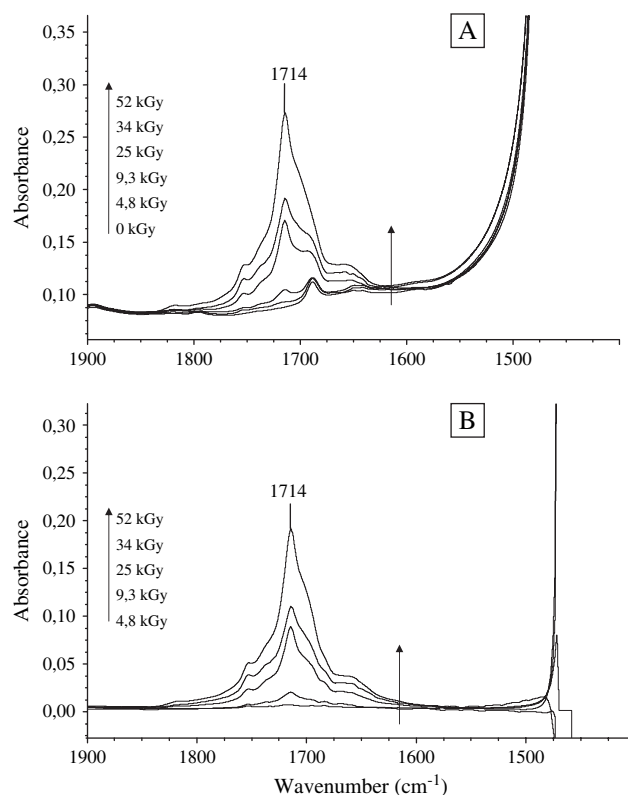 A
0,35
0,30
0,25
0,20
0,15
0,10
Absorbance
1714
52 kGy
34 kGy
25 kGy
9,3 kGy
4,8 kGy
0 kGy
1900 1800 1700 1600 1500
B
0,30
0,25
0,20
0,15
0,10
0,05
0,00
Absorbance
1714
52 kGy
34 kGy
25 kGy
9,3 kGy
4,8 kGy
1900 1800 1700 1600 1500
Wavenumber (cm⁻¹)